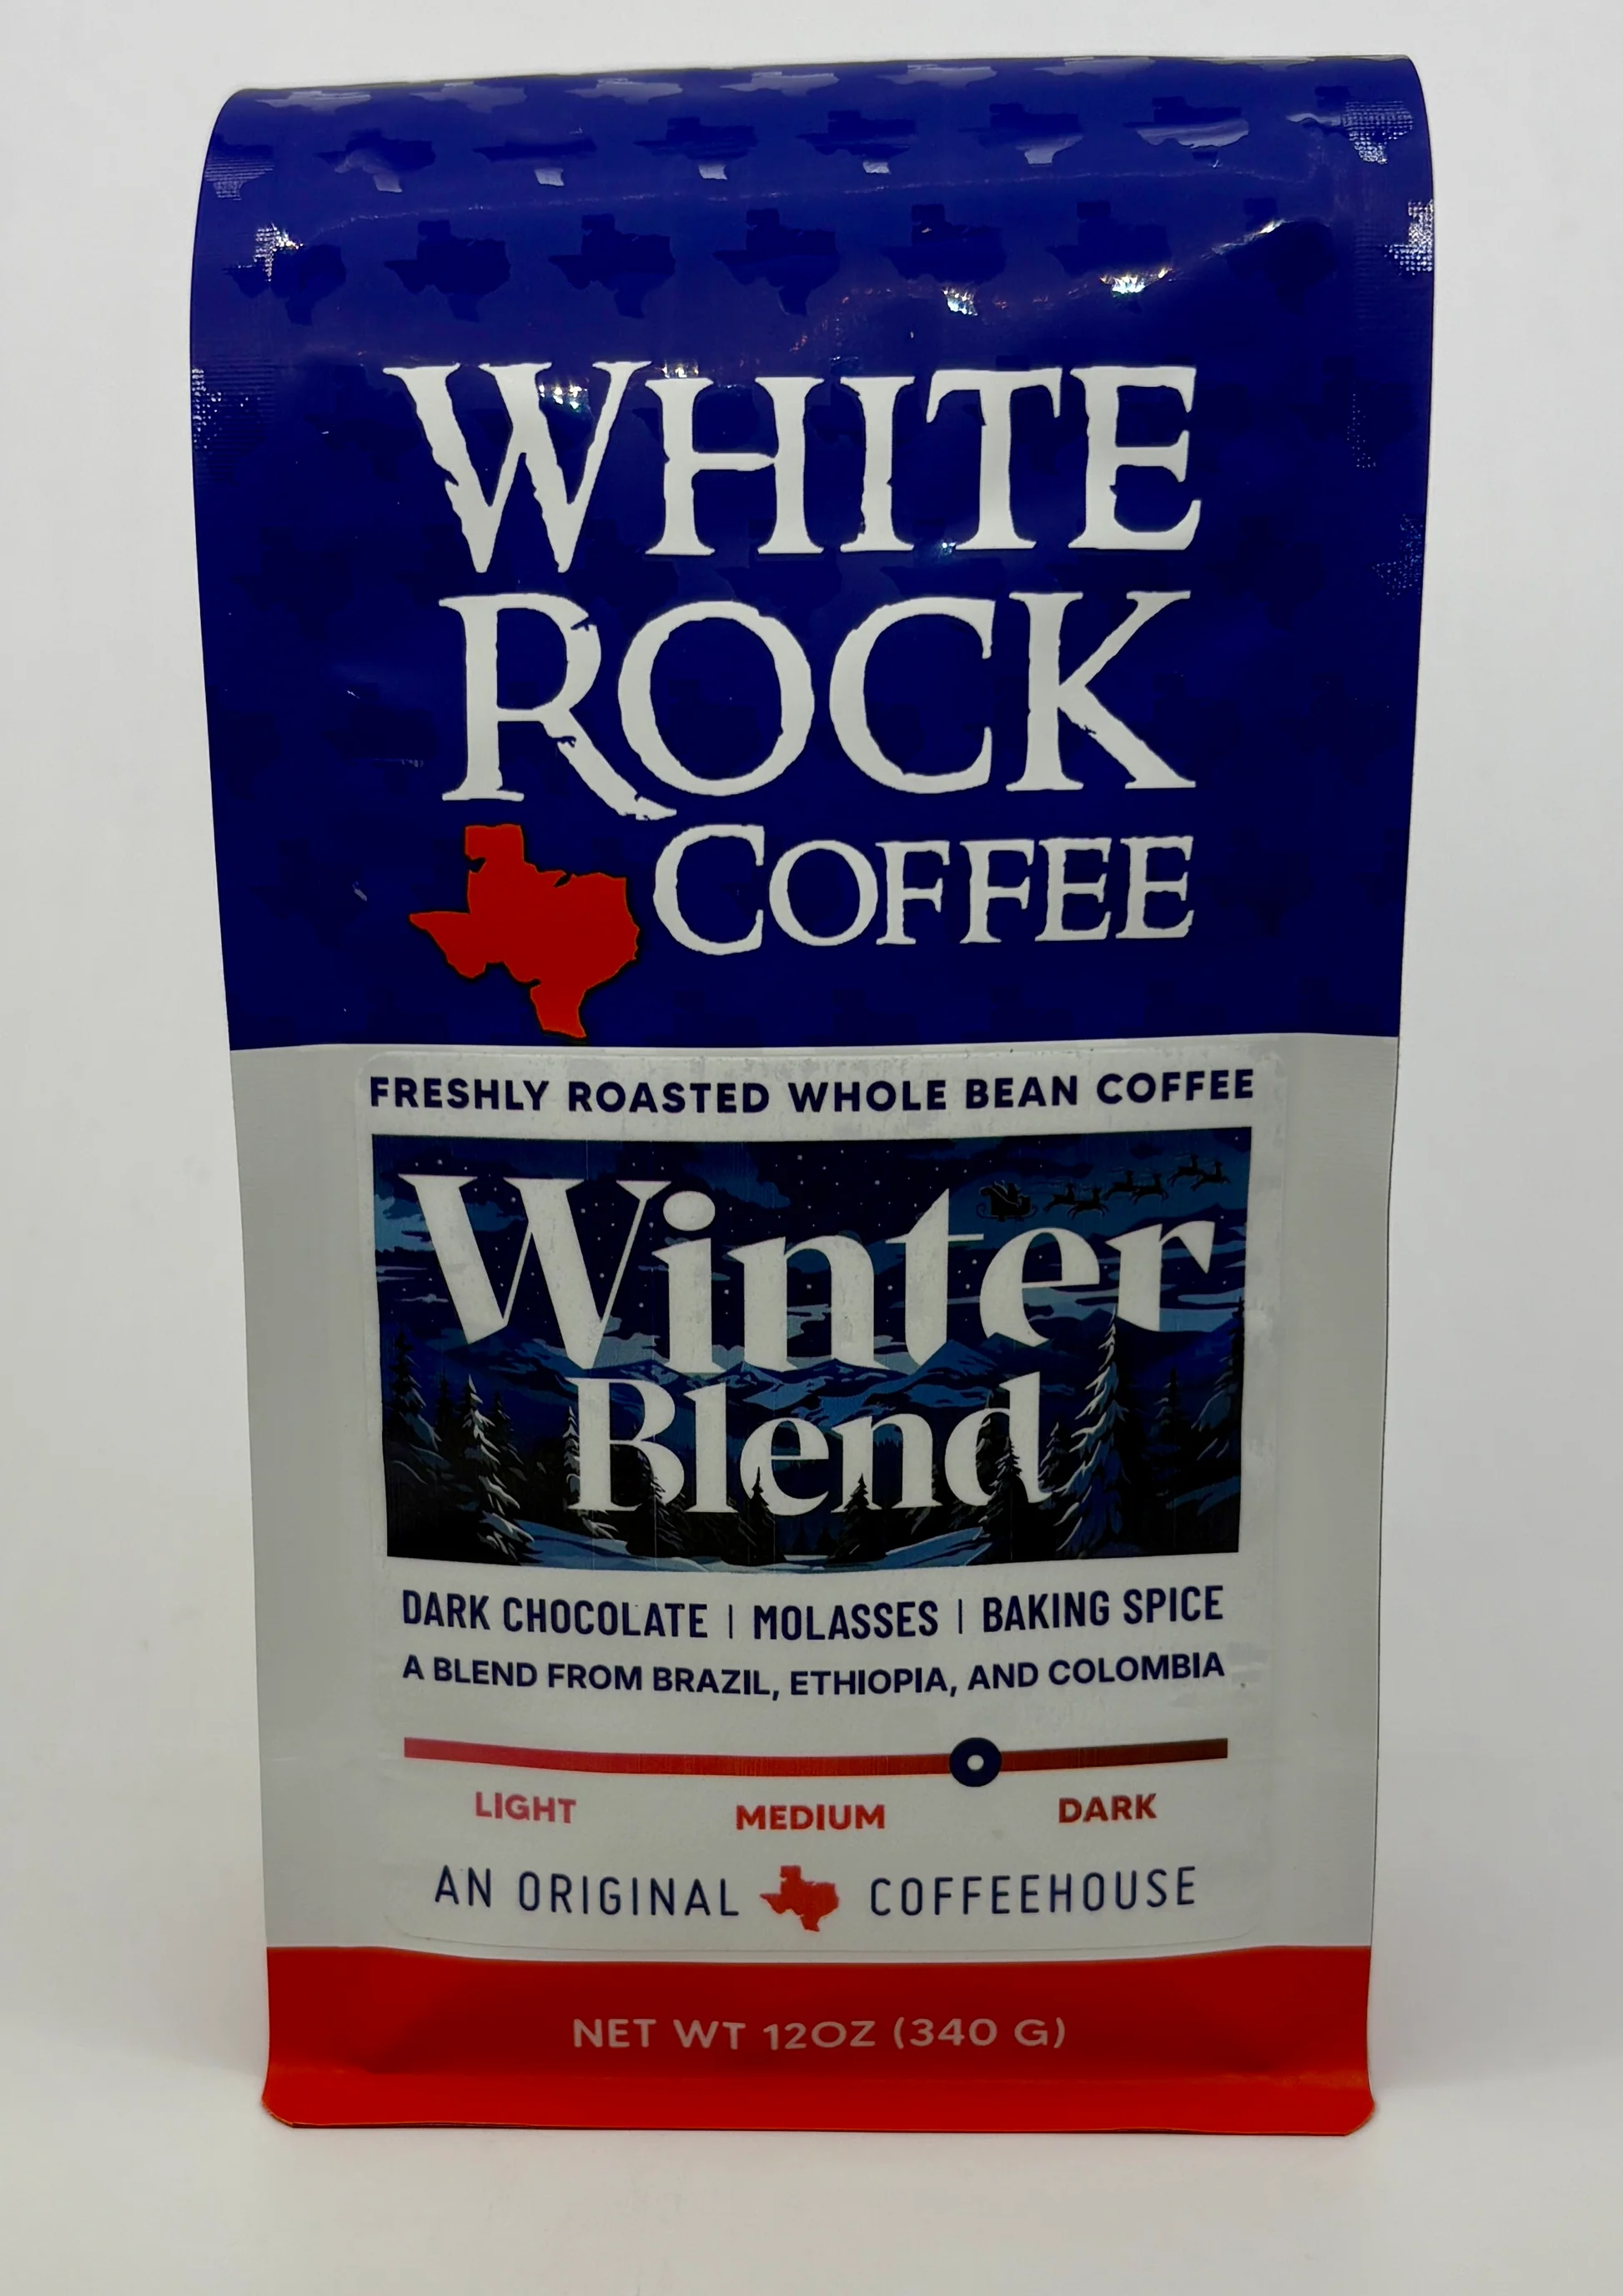 WHITE
ROCK
COFFEE
FRESHLY ROASTED WHOLE BEAN COFFEE
Winter
Blend
DARK CHOCOLATE | MOLASSES | BAKING SPICE
A BLEND FROM BRAZIL, ETHIOPIA, AND COLOMBIA
LIGHT MEDIUM DARK
AN ORIGINAL COFFEEHOUSE
NET WT 12OZ (340 G)